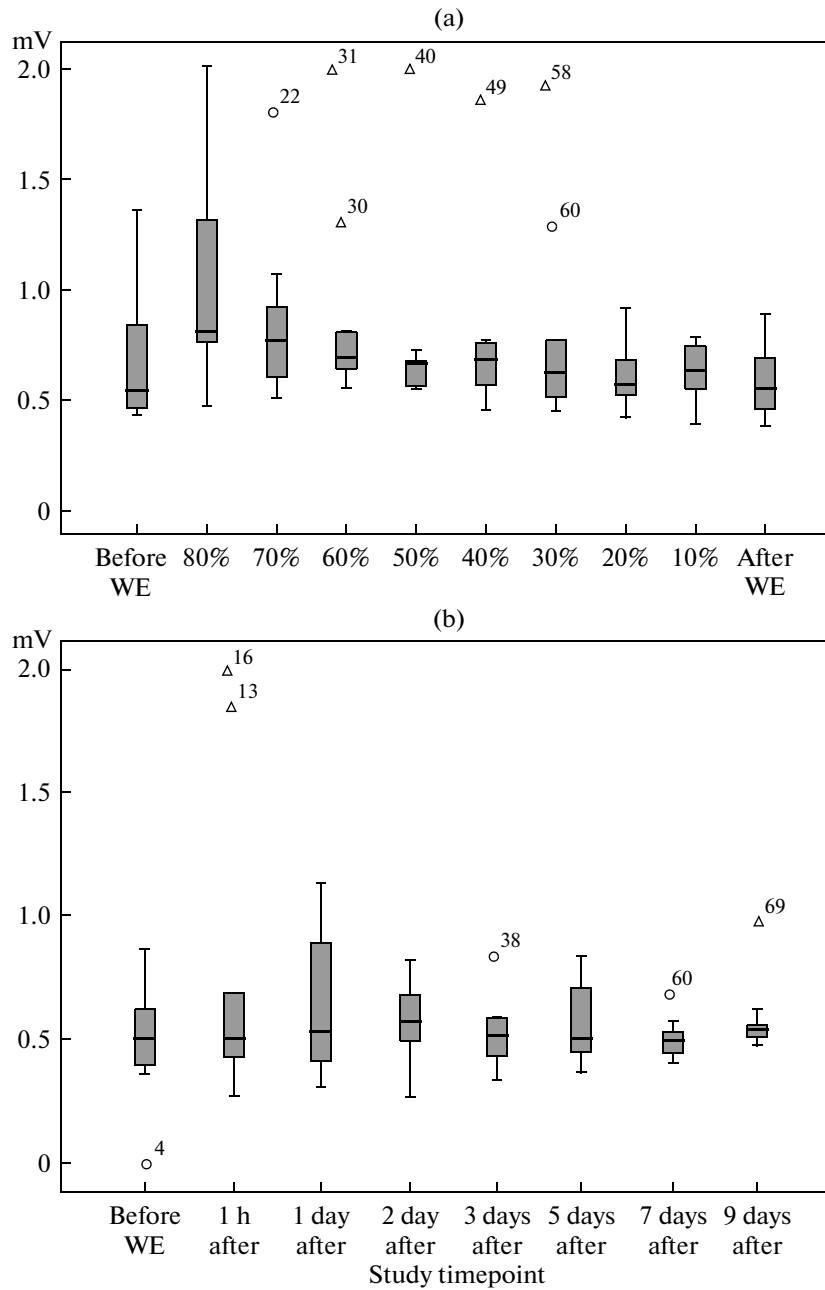 (a)
mV
2.0
1.5
1.0
0.5
0
31
40
22
49
58
30
60
Before 80% 70% 60% 50% 40% 30% 20% 10% After
WE WE
(b)
mV
2.0
1.5
1.0
0.5
0
16
13
69
38
60
4
Before 1 h 1 day 2 day 3 days 5 days 7 days 9 days
WE after after after after after after after
Study timepoint